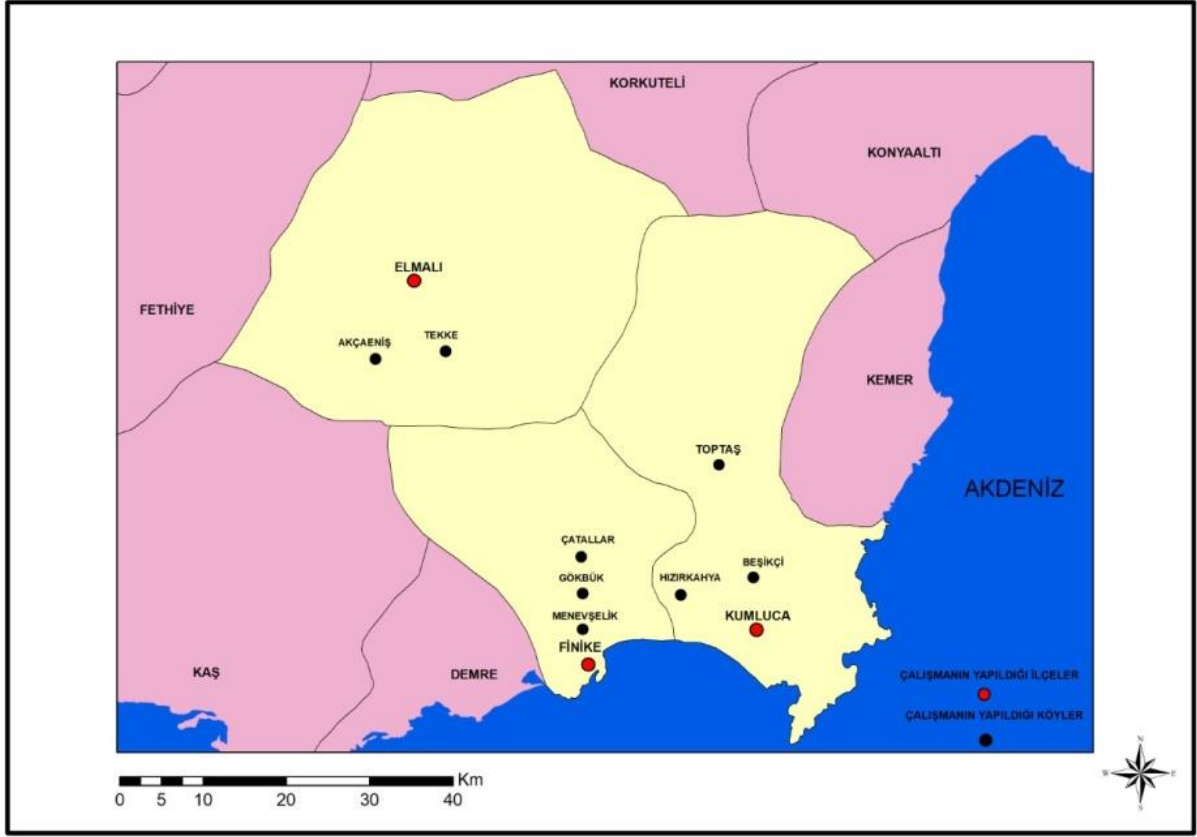 KORKUTELİ
KONYAALTI
ELMALI
FETHİYE
AKÇAENİŞ
TEKKE
KEMER
TOPTAŞ
AKDENİZ
ÇATALLAR
BEŞİKÇİ
GÖKBÜK
HIZIRKAHYA
MENEVŞELİK
KUMLUCA
FİNİKE
KAŞ
DEMRE
ÇALIŞMANIN YAPILDIĞI İLÇELER
ÇALIŞMANIN YAPILDIĞI KÖYLER
N
W E
S
Km
0 5 10 20 30 40